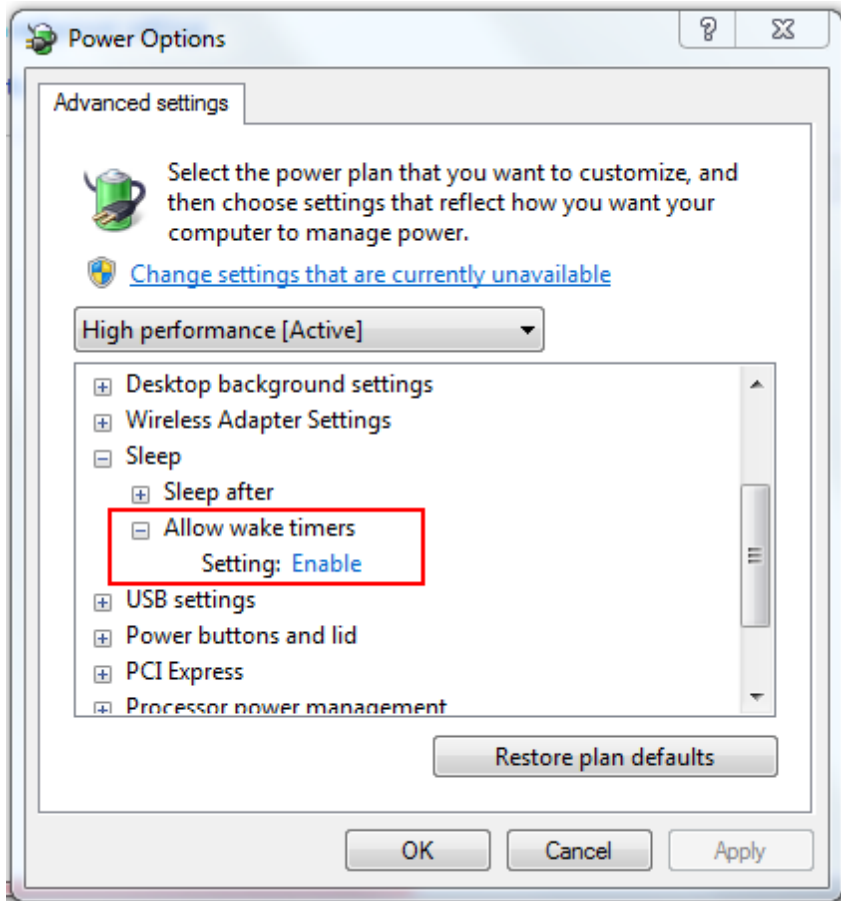 Power Options
Advanced settings
Select the power plan that you want to customize, and
then choose settings that reflect how you want your
computer to manage power.
Change settings that are currently unavailable
High performance [Active]
Desktop background settings
Wireless Adapter Settings
Sleep
Sleep after
Allow wake timers
Setting: Enable
USB settings
Power buttons and lid
PCI Express
Processor power management
Restore plan defaults
OK Cancel Apply